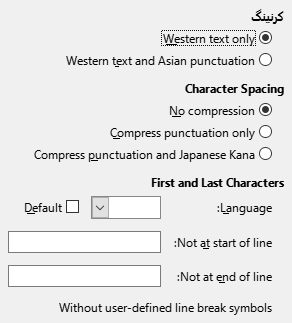 کرنینگ
Western text only
Western text and Asian punctuation
Character Spacing
No compression
Compress punctuation only
Compress punctuation and Japanese Kana
First and Last Characters
Language:
Default
Not at start of line:
Not at end of line:
Without user-defined line break symbols